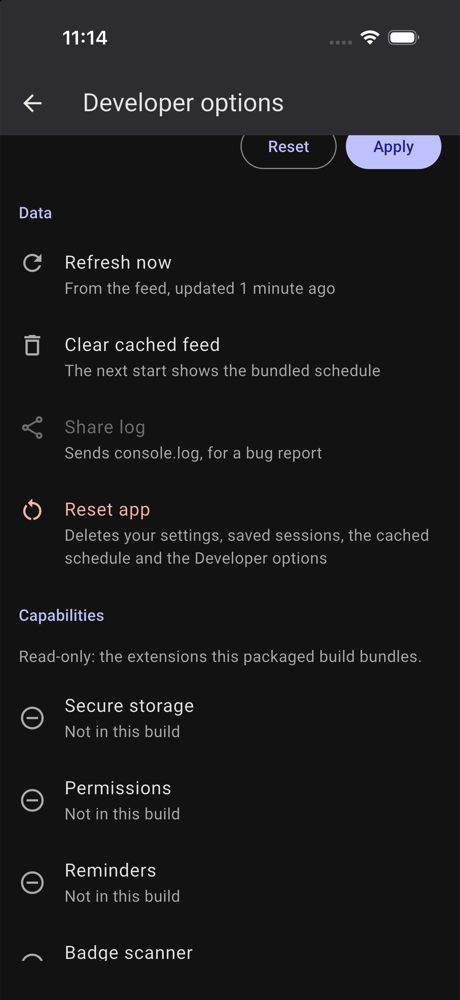 11:14
Developer options
Reset
Apply
Data
Refresh now
From the feed, updated 1 minute ago
Clear cached feed
The next start shows the bundled schedule
Share log
Sends console.log, for a bug report
Reset app
Deletes your settings, saved sessions, the cached
schedule and the Developer options
Capabilities
Read-only: the extensions this packaged build bundles.
Secure storage
Not in this build
Permissions
Not in this build
Reminders
Not in this build
Badge scanner